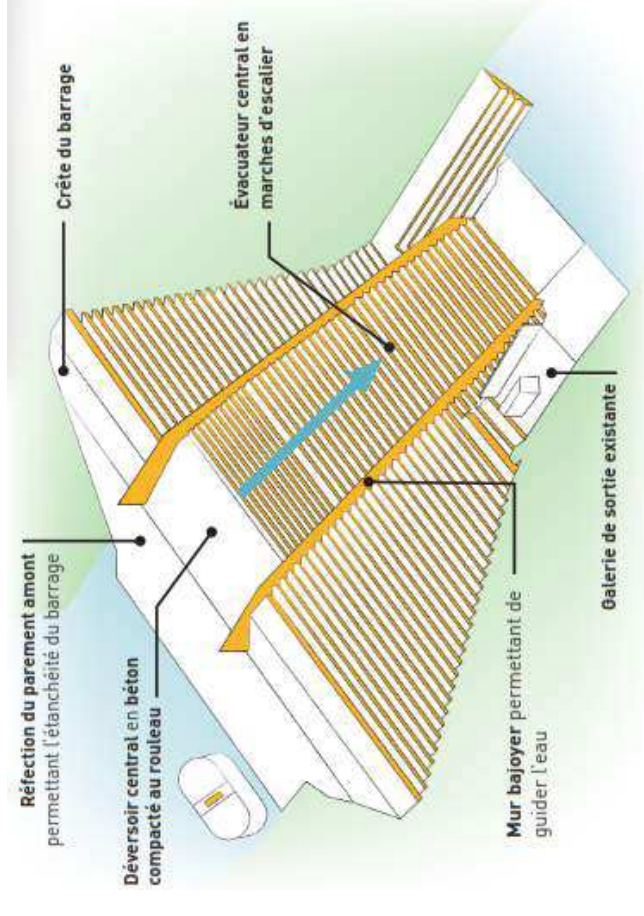 Réfection du parement amont
permettant l'étanchéité du barrage
Déversoir central en béton
compacté au rouleau
Crête du barrage
Évacuateur central en
marches d'escalier
Mur bajoyer permettant de
guider l'eau
Galerie de sortie existante